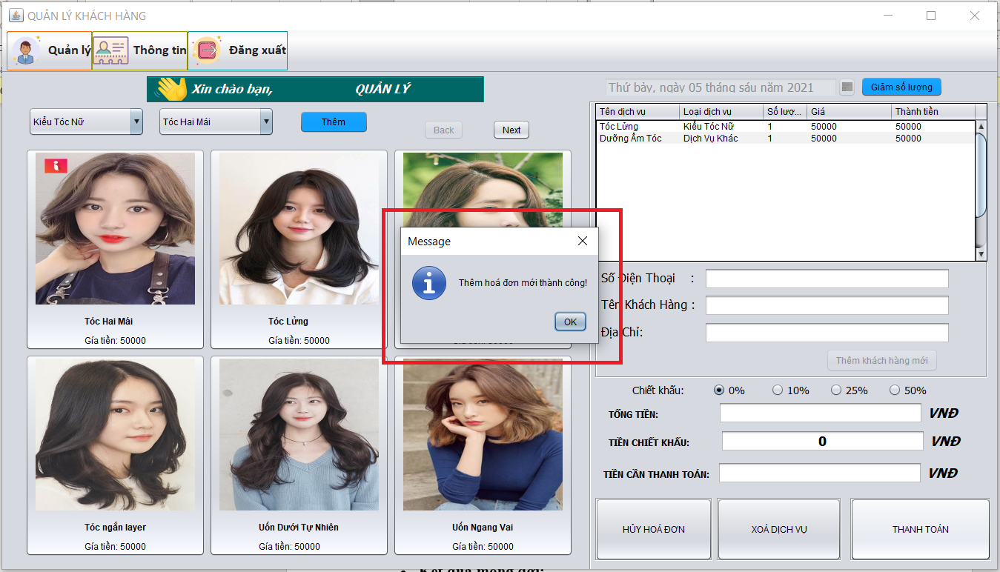 QUẢN LÝ KHÁCH HÀNG
Quản lý
Thông tin
Đăng xuất
Xin chào bạn, QUẢN LÝ
Thứ bảy, ngày 05 tháng sáu năm 2021
Giảm số lượng
Kiểu Tóc Nữ
Tóc Hai Mái
Thêm
Back
Next
Tên dịch vụ Loại dịch vụ Số lượ... Giá Thành tiền
Tóc Lửng Kiểu Tóc Nữ 1 50000 50000
Dưỡng Ẩm Tóc Dịch Vụ Khác 1 50000 50000
Tóc Hai Mái
Gía tiền: 50000
Tóc Lửng
Gía tiền: 50000
Message
Thêm hoá đơn mới thành công!
OK
Gía tiền: 50000
Số Điện Thoại :
Tên Khách Hàng :
Địa Chỉ:
Thêm khách hàng mới
Tóc ngắn layer
Gía tiền: 50000
Uốn Dưới Tự Nhiên
Gía tiền: 50000
Uốn Ngang Vai
Gía tiền: 50000
Chiết khấu: 0% 10% 25% 50%
TỔNG TIỀN: VNĐ
TIỀN CHIẾT KHẤU: 0 VNĐ
TIỀN CẦN THANH TOÁN: VNĐ
HỦY HOÁ ĐƠN
XOÁ DỊCH VỤ
THANH TOÁN